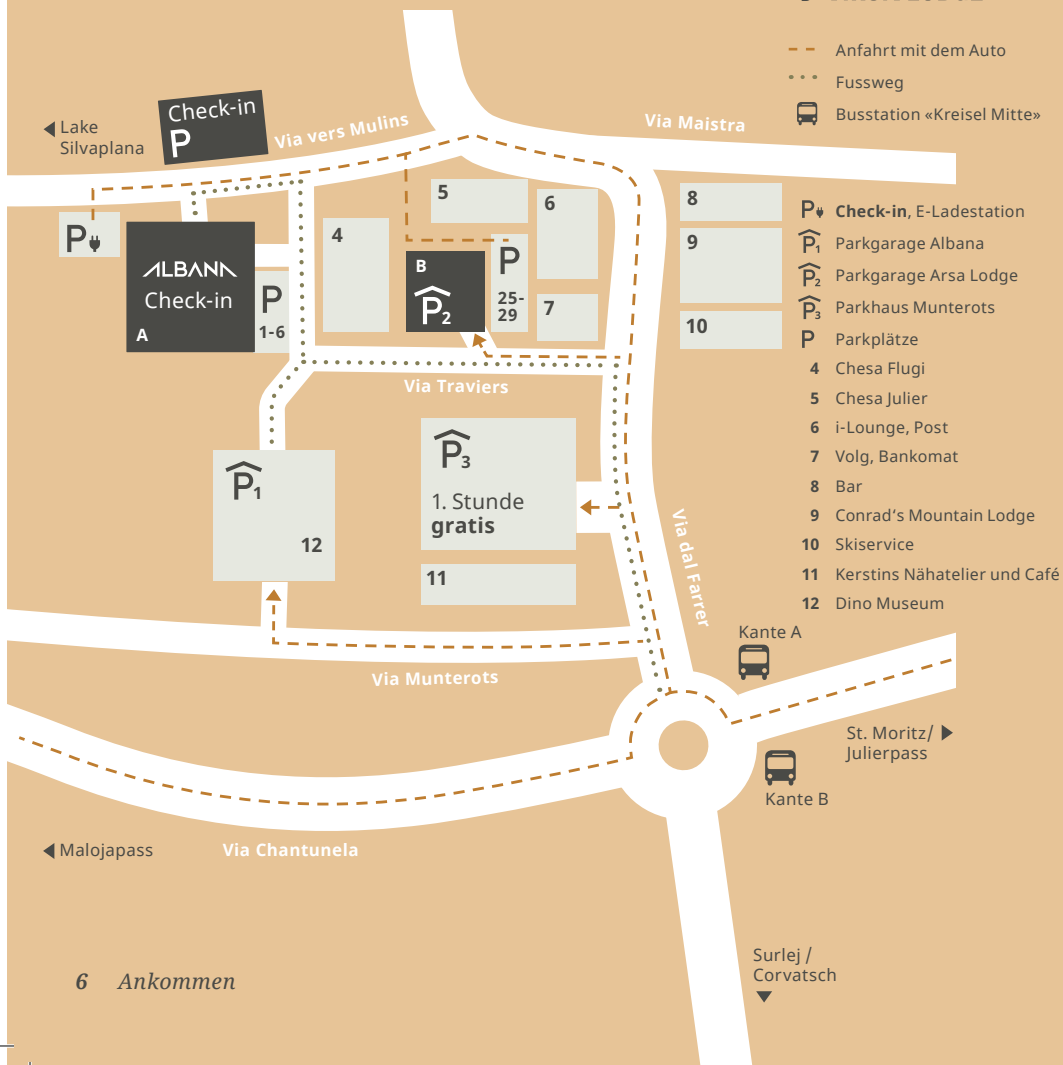 Anfahrt mit dem Auto
Fussweg
Busstation «Kreisel Mitte»
Check-in
P
Lake
Silvaplana
Via vers Mulins
Via Maistra
P
ALBANA
Check-in
A
P
1-6
4
5
6
B
P2
P
25-
29
7
8
9
10
Via Traviers
P1
12
P3
1. Stunde
gratis
11
Via dal Farrer
Via Munterots
Kante A
St. Moritz/
Julierpass
Kante B
Malojapass
Via Chantunela
Surlej /
Corvatsch
P Check-in, E-Ladestation
P1 Parkgarage Albana
P2 Parkgarage Arsa Lodge
P3 Parkhaus Munterots
P Parkplätze
4 Chesa Flugi
5 Chesa Julier
6 i-Lounge, Post
7 Volg, Bankomat
8 Bar
9 Conrad's Mountain Lodge
10 Skiservice
11 Kerstins Nähatelier und Café
12 Dino Museum
6 Ankommen